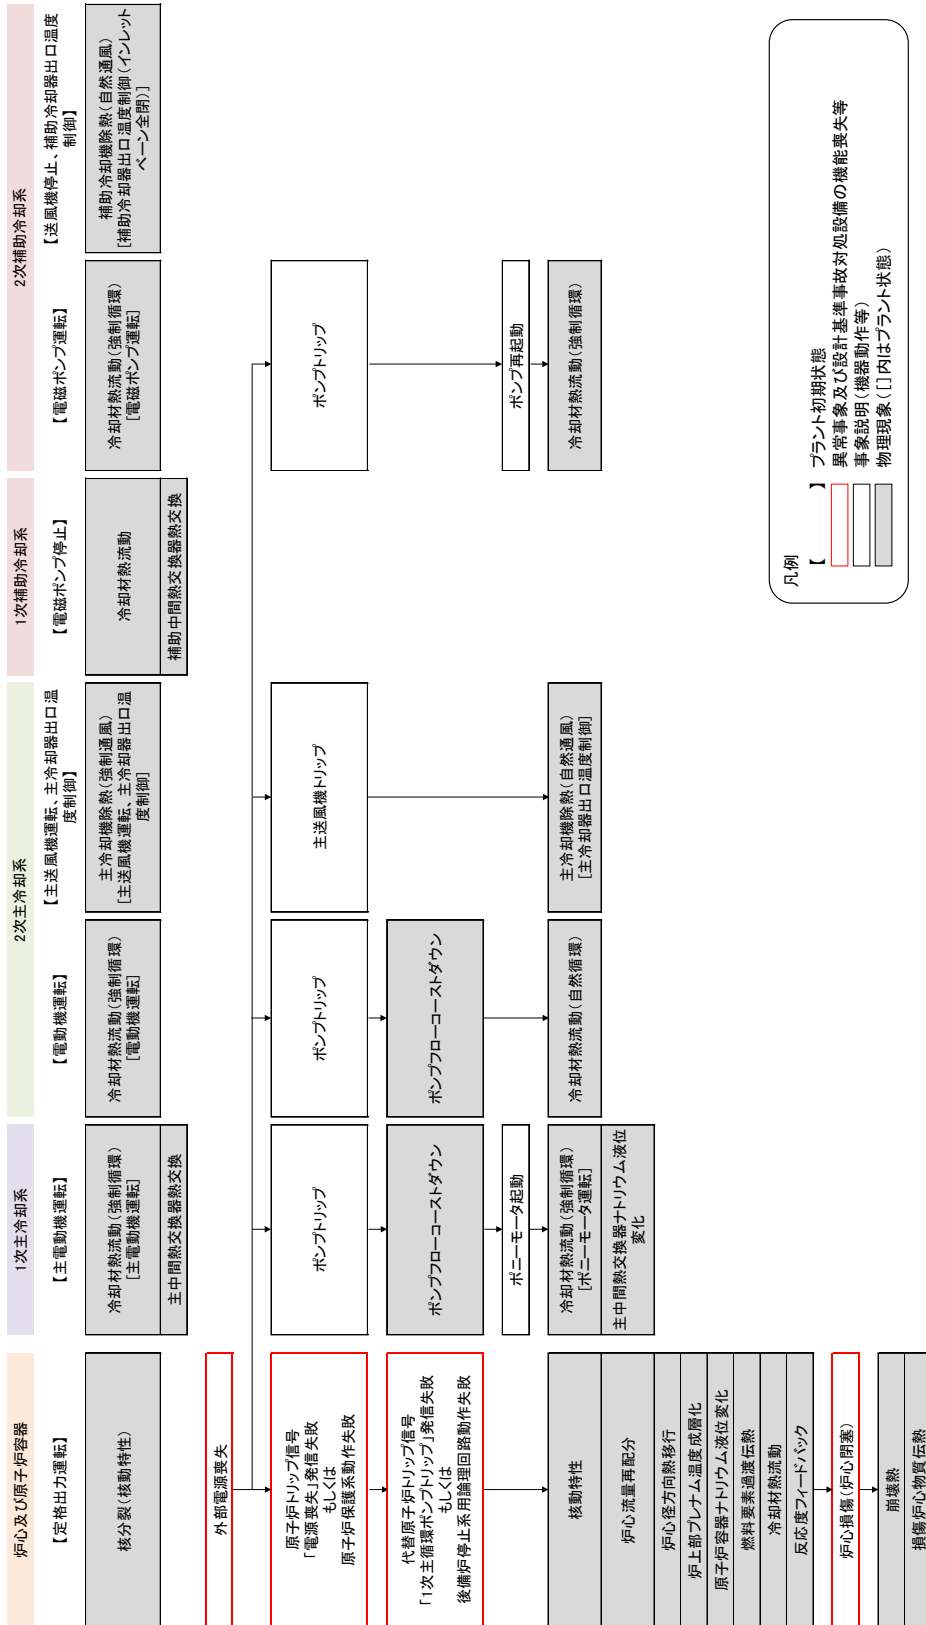 炉心及び原子炉容器
【定格出力運転】
核分裂(核動特性)
外部電源喪失
原子炉トリップ信号
「電源喪失」発信失敗
もしくは
原子炉保護系動作失敗
代替原子炉トリップ信号
「1次主循環ポンプトリップ」発信失敗
もしくは
後備炉停止系用論理回路動作失敗
核動特性
炉心流量再配分
炉心径方向熱移行
炉上部プレナム温度成層化
原子炉容器ナトリウム液位変化
燃料要素過渡伝熱
冷却材熱流動
反応度フィードバック
炉心損傷(炉心閉塞)
崩壊熱
損傷炉心物質伝熱
1次主冷却系
【主電動機運転】
冷却材熱流動(強制循環)
[主電動機運転]
主中間熱交換器熱交換
ポンプトリップ
ポンプフローコーストダウン
ポニーモータ起動
冷却材熱流動(強制循環)
[ポニーモータ運転]
主中間熱交換器ナトリウム液位
変化
2次主冷却系
【電動機運転】
冷却材熱流動(強制循環)
[電動機運転]
ポンプトリップ
ポンプフローコーストダウン
冷却材熱流動(自然循環)
【主送風機運転、主冷却器出口温
度制御】
主冷却機除熱(強制通風)
[主送風機運転、主冷却器出口温
度制御]
主送風機トリップ
主冷却機除熱(自然通風)
[主冷却器出口温度制御]
1次補助冷却系
【電磁ポンプ停止】
冷却材熱流動
補助中間熱交換器熱交換
2次補助冷却系
【電磁ポンプ運転】
冷却材熱流動(強制循環)
[電磁ポンプ運転]
ポンプトリップ
ポンプ再起動
冷却材熱流動(強制循環)
【送風機停止、補助冷却器出口温度
制御】
補助冷却機除熱(自然通風)
[補助冷却器出口温度制御(インレット
ベーン全閉)]
凡例
【 】 プラント初期状態
異常事象及び設計基準事故対処設備の機能喪失等
事象説明(機器動作等)
物理現象([]内はプラント状態)